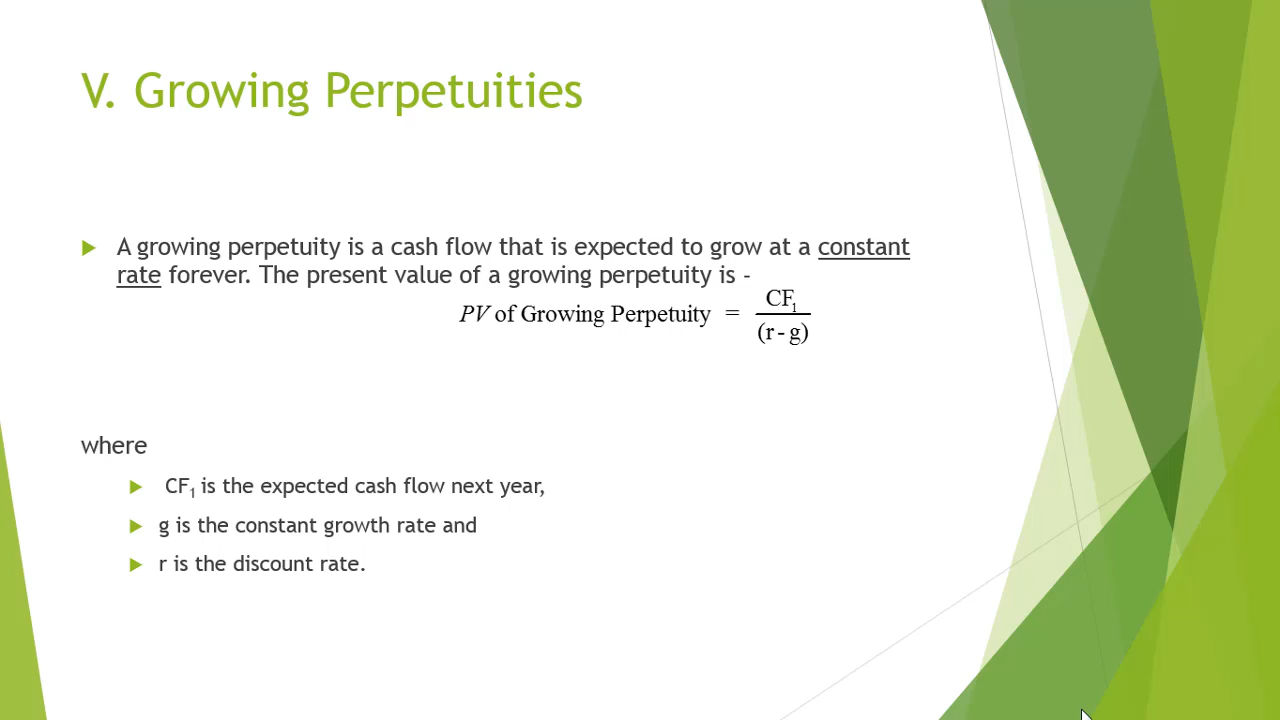 V. Growing Perpetuities
A growing perpetuity is a cash flow that is expected to grow at a constant
rate forever. The present value of a growing perpetuity is -
PV of Growing Perpetuity = CF₁
(r - g)
where
CF₁ is the expected cash flow next year,
g is the constant growth rate and
r is the discount rate.